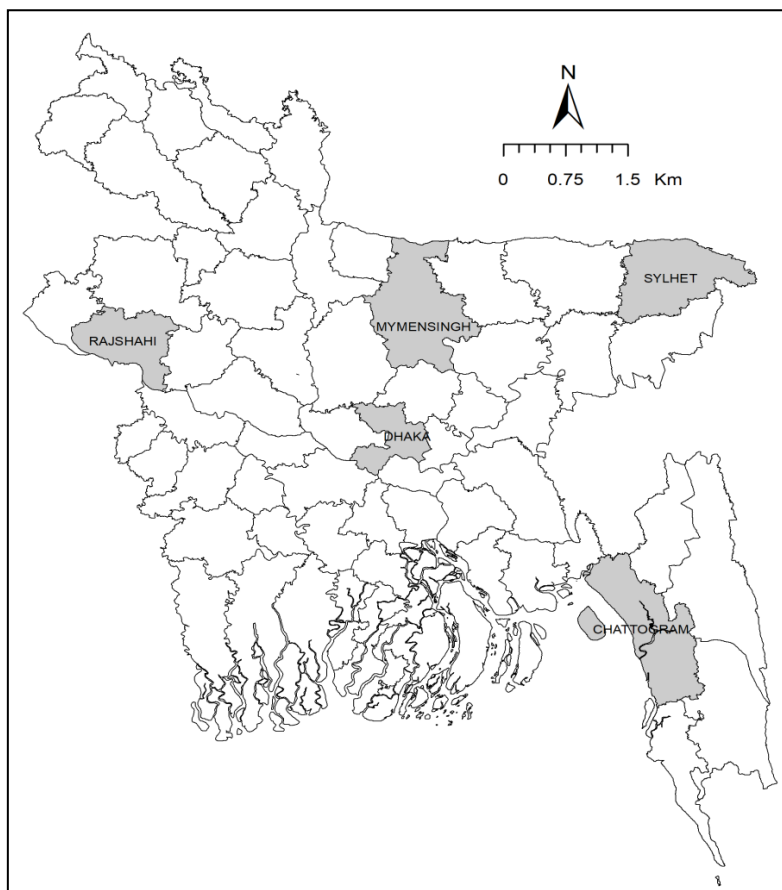 N
0 0.75 1.5 Km
SYLHET
MYMENSINGH
RAJSHAHI
DHAKA
CHATTOGRAM